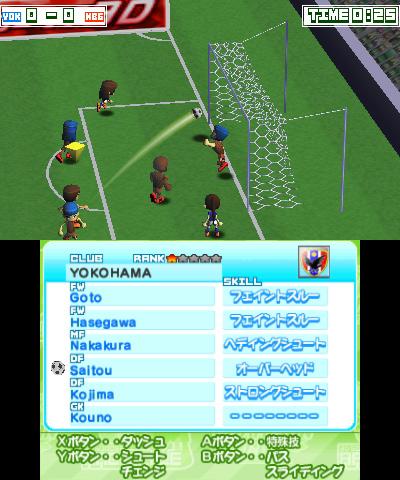 YOK 0 - 0 NBG TIME 0:25
CLUB RANK
YOKOHAMA
SKILL
FW
Goto フェイントスルー
FW
Hasegawa フェイントスルー
MF
Nakakura ヘディングシュート
DF
Saitou オーバーヘッド
DF
Kojima ストロングシュート
GK
Kouno --------
Xボタン・・ダッシュ Aボタン・・特殊技
Yボタン・・シュート Bボタン・・パス
チェンジ スライディング